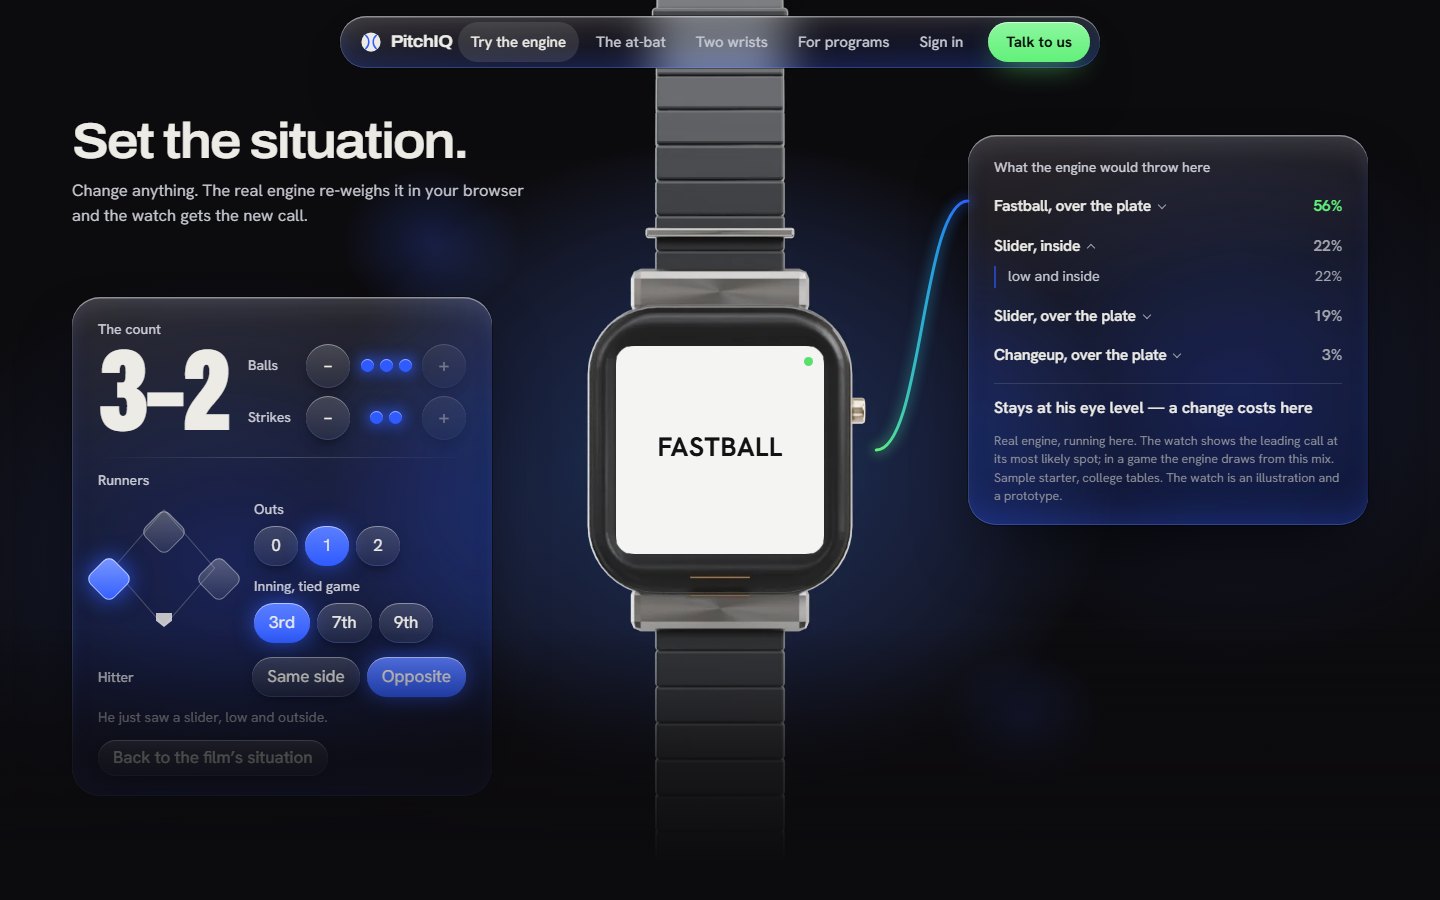 PitchIQ Try the engine The at-bat Two wrists For programs Sign in Talk to us
Set the situation.
Change anything. The real engine re-weighs it in your browser
and the watch gets the new call.
The count
3–2
Balls − +
Strikes − +
Runners
Outs
0 1 2
Inning, tied game
3rd 7th 9th
Hitter Same side Opposite
He just saw a slider, low and outside.
Back to the film’s situation
FASTBALL
What the engine would throw here
Fastball, over the plate 56%
Slider, inside 22%
low and inside 22%
Slider, over the plate 19%
Changeup, over the plate 3%
Stays at his eye level — a change costs here
Real engine, running here. The watch shows the leading call at
its most likely spot; in a game the engine draws from this mix.
Sample starter, college tables. The watch is an illustration and
a prototype.